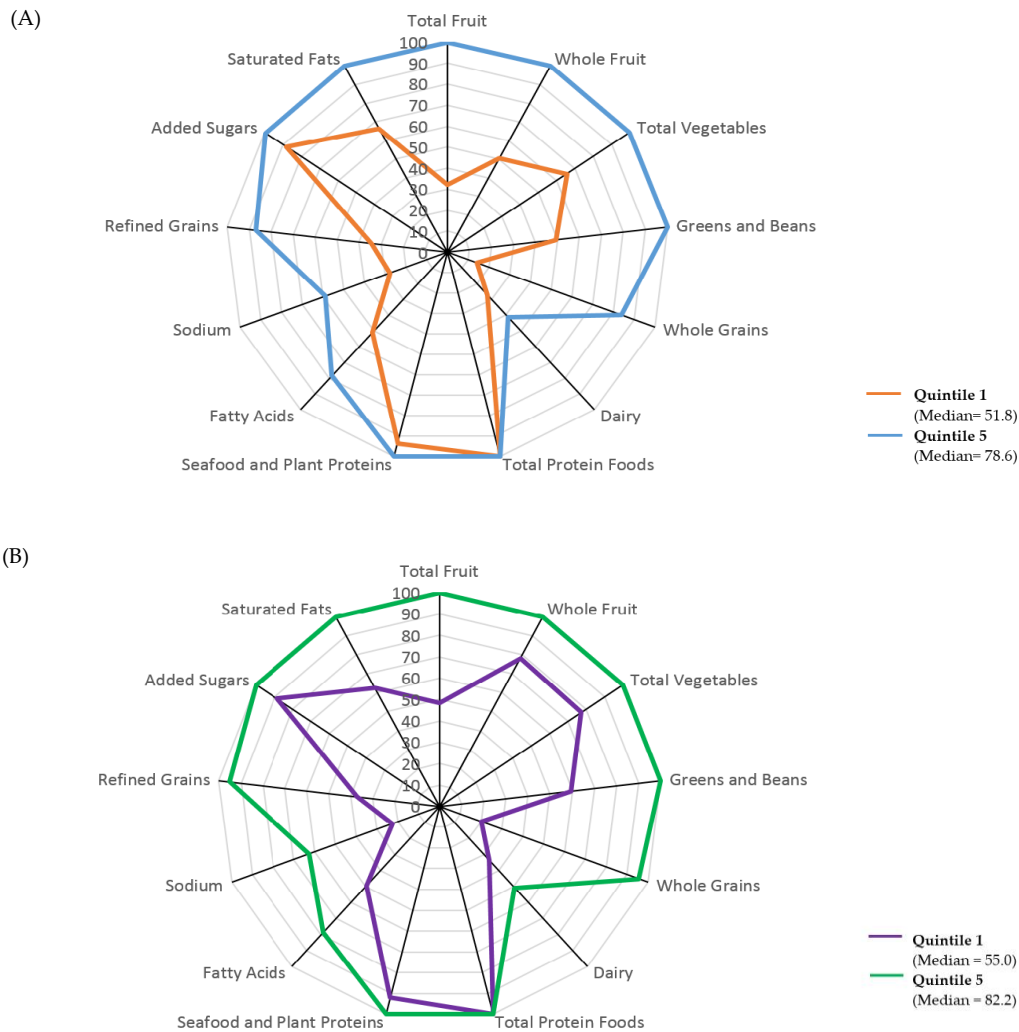 (A)
Total Fruit
Saturated Fats
Whole Fruit
Added Sugars
Total Vegetables
Refined Grains
Greens and Beans
Sodium
Whole Grains
Fatty Acids
Dairy
Seafood and Plant Proteins
Total Protein Foods
100
90
80
70
60
50
40
30
20
10
0
Quintile 1
(Median= 51.8)
Quintile 5
(Median= 78.6)
(B)
Total Fruit
Saturated Fats
Whole Fruit
Added Sugars
Total Vegetables
Refined Grains
Greens and Beans
Sodium
Whole Grains
Fatty Acids
Dairy
Seafood and Plant Proteins
Total Protein Foods
100
90
80
70
60
50
40
30
20
10
0
Quintile 1
(Median = 55.0)
Quintile 5
(Median = 82.2)